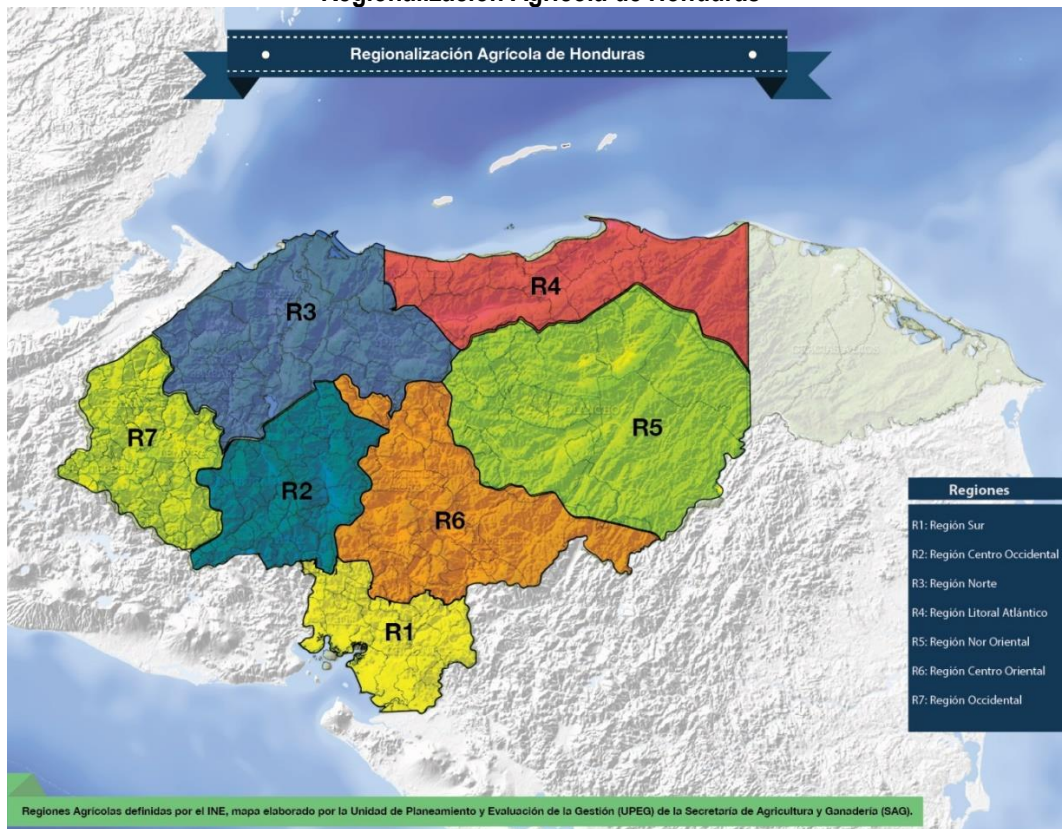 Regionalización Agrícola de Honduras
Regionalización Agrícola de Honduras
R4
R3
R5
R7
R2
R6
R1
Regiones
R1: Región Sur
R2: Región Centro Occidental
R3: Región Norte
R4: Región Litoral Atlántico
R5: Región Nor Oriental
R6: Región Centro Oriental
R7: Región Occidental
Regiones Agrícolas definidas por el INE, mapa elaborado por la Unidad de Planeamiento y Evaluación de la Gestión (UPEG) de la Secretaría de Agricultura y Ganadería (SAG).